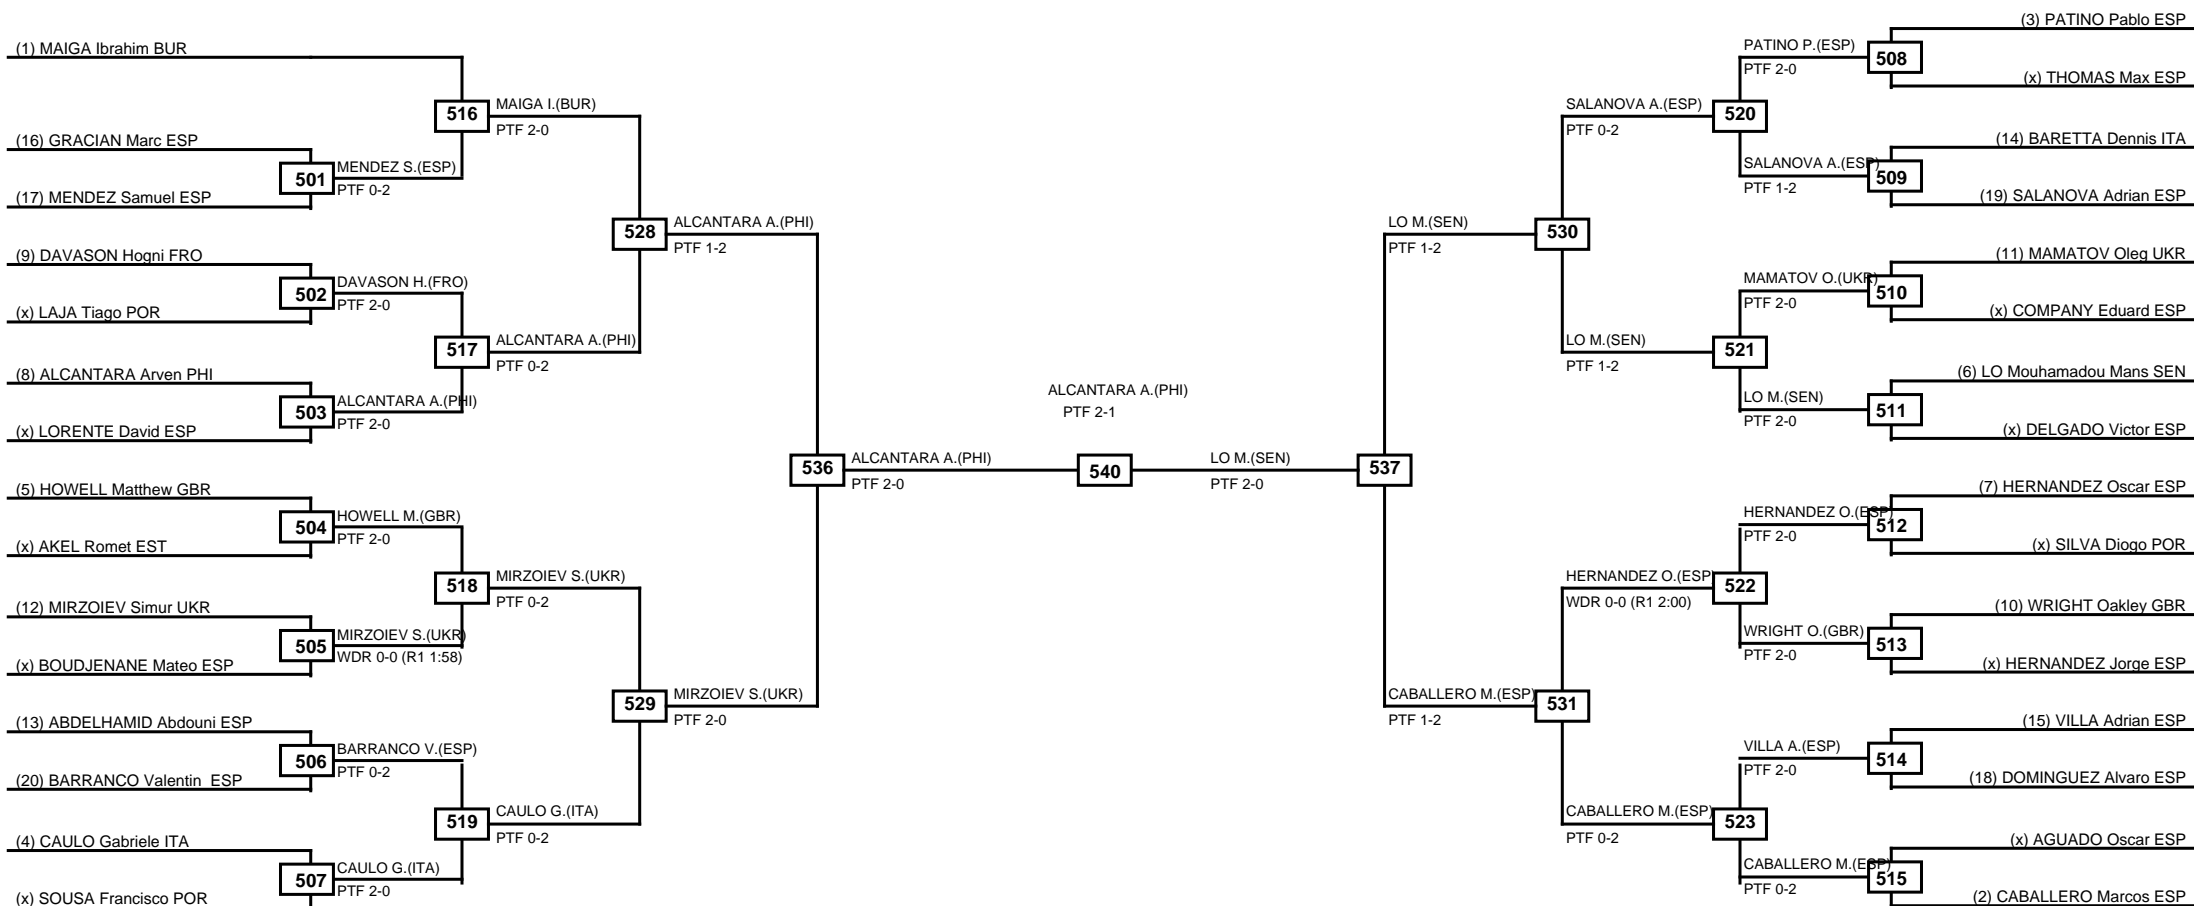 (1) MAIGA Ibrahim BUR
516
MAIGA I.(BUR)
PTF 2-0
(16) GRACIAN Marc ESP
501
MENDEZ S.(ESP)
PTF 0-2
(17) MENDEZ Samuel ESP
528
ALCANTARA A.(PHI)
PTF 1-2
(9) DAVASON Hogni FRO
502
DAVASON H.(FRO)
PTF 2-0
(x) LAJA Tiago POR
517
ALCANTARA A.(PHI)
PTF 0-2
(8) ALCANTARA Arven PHI
503
ALCANTARA A.(PHI)
PTF 2-0
(x) LORENTE David ESP
536
ALCANTARA A.(PHI)
PTF 2-0
(5) HOWELL Matthew GBR
504
HOWELL M.(GBR)
PTF 2-0
(x) AKEL Romet EST
518
MIRZOIEV S.(UKR)
PTF 0-2
(12) MIRZOIEV Simur UKR
505
MIRZOIEV S.(UKR)
WDR 0-0 (R1 1:58)
(x) BOUDJENANE Mateo ESP
529
MIRZOIEV S.(UKR)
PTF 2-0
(13) ABDELHAMID Abdouni ESP
506
BARRANCO V.(ESP)
PTF 0-2
(20) BARRANCO Valentin ESP
519
CAULO G.(ITA)
PTF 0-2
(4) CAULO Gabriele ITA
507
CAULO G.(ITA)
PTF 2-0
(x) SOUSA Francisco POR
ALCANTARA A.(PHI)
PTF 2-1
540
LO M.(SEN)
PTF 2-0
537
(3) PATINO Pablo ESP
PATINO P.(ESP)
508
PTF 2-0
(x) THOMAS Max ESP
SALANOVA A.(ESP)
520
PTF 0-2
(14) BARETTA Dennis ITA
SALANOVA A.(ESP)
509
PTF 1-2
(19) SALANOVA Adrian ESP
LO M.(SEN)
530
PTF 1-2
(11) MAMATOV Oleg UKR
MAMATOV O.(UKR)
510
PTF 2-0
(x) COMPANY Eduard ESP
LO M.(SEN)
521
PTF 1-2
(6) LO Mouhamadou Mans SEN
LO M.(SEN)
511
PTF 2-0
(x) DELGADO Victor ESP
(7) HERNANDEZ Oscar ESP
HERNANDEZ O.(ESP)
512
PTF 2-0
(x) SILVA Diogo POR
HERNANDEZ O.(ESP)
522
WDR 0-0 (R1 2:00)
(10) WRIGHT Oakley GBR
WRIGHT O.(GBR)
513
PTF 2-0
(x) HERNANDEZ Jorge ESP
CABALLERO M.(ESP)
531
PTF 1-2
(15) VILLA Adrian ESP
VILLA A.(ESP)
514
PTF 2-0
(18) DOMINGUEZ Alvaro ESP
CABALLERO M.(ESP)
523
PTF 0-2
(x) AGUADO Oscar ESP
CABALLERO M.(ESP)
515
PTF 0-2
(2) CABALLERO Marcos ESP